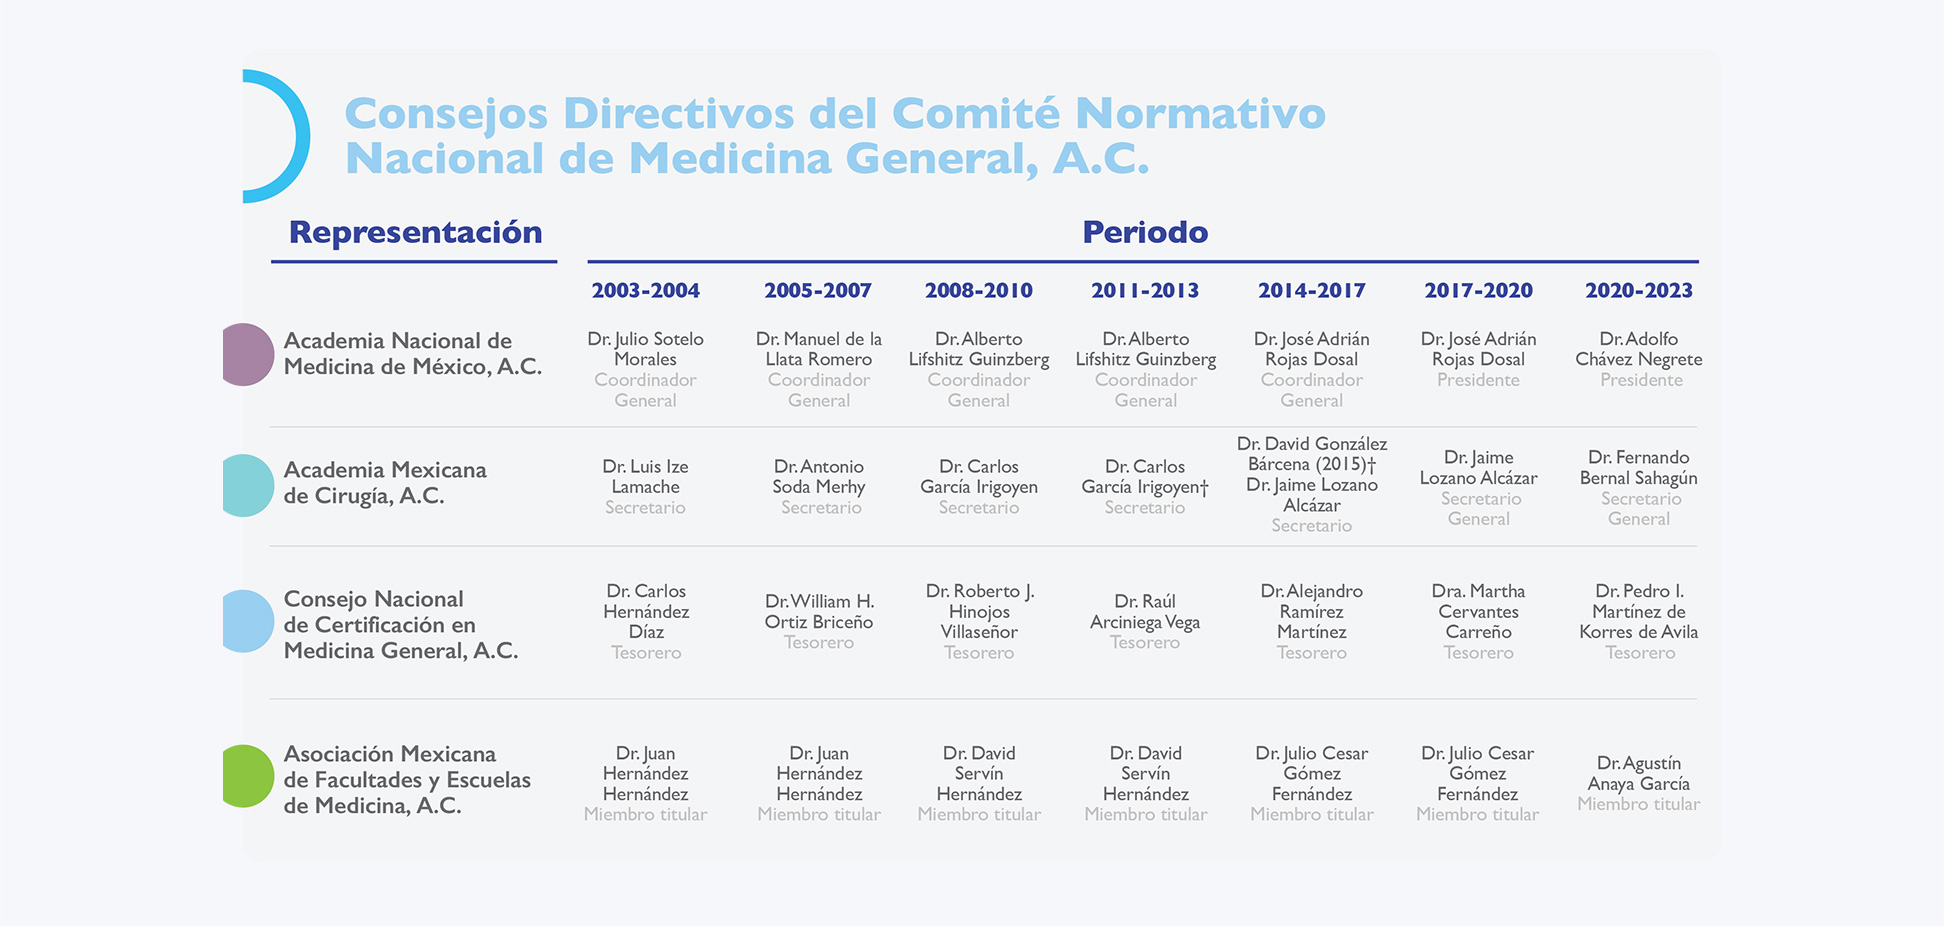 Consejos Directivos del Comité Normativo
Nacional de Medicina General, A.C.
Representación
Periodo
2003-2004
2005-2007
2008-2010
2011-2013
2014-2017
2017-2020
2020-2023
Academia Nacional de
Medicina de México, A.C.
Dr. Julio Sotelo
Morales
Coordinador
General
Dr. Manuel de la
Llata Romero
Coordinador
General
Dr. Alberto
Lifshitz Guinzberg
Coordinador
General
Dr. Alberto
Lifshitz Guinzberg
Coordinador
General
Dr. José Adrián
Rojas Dosal
Coordinador
General
Dr. José Adrián
Rojas Dosal
Presidente
Dr. Adolfo
Chávez Negrete
Presidente
Academia Mexicana
de Cirugía, A.C.
Dr. Luis Ize
Lamache
Secretario
Dr. Antonio
Soda Merhy
Secretario
Dr. Carlos
García Irigoyen
Secretario
Dr. Carlos
García Irigoyen†
Secretario
Dr. David González
Bárcena (2015)†
Dr. Jaime Lozano
Alcázar
Secretario
Dr. Jaime
Lozano Alcázar
Secretario
General
Dr. Fernando
Bernal Sahagún
Secretario
General
Consejo Nacional
de Certificación en
Medicina General, A.C.
Dr. Carlos
Hernández
Díaz
Tesorero
Dr. William H.
Ortiz Briceño
Tesorero
Dr. Roberto J.
Hinojos
Villaseñor
Tesorero
Dr. Raúl
Arciniega Vega
Tesorero
Dr. Alejandro
Ramírez
Martínez
Tesorero
Dra. Martha
Cervantes
Carreño
Tesorero
Dr. Pedro I.
Martínez de
Korres de Avila
Tesorero
Asociación Mexicana
de Facultades y Escuelas
de Medicina, A.C.
Dr. Juan
Hernández
Hernández
Miembro titular
Dr. Juan
Hernández
Hernández
Miembro titular
Dr. David
Servín
Hernández
Miembro titular
Dr. David
Servín
Hernández
Miembro titular
Dr. Julio Cesar
Gómez
Fernández
Miembro titular
Dr. Julio Cesar
Gómez
Fernández
Miembro titular
Dr. Agustín
Anaya García
Miembro titular